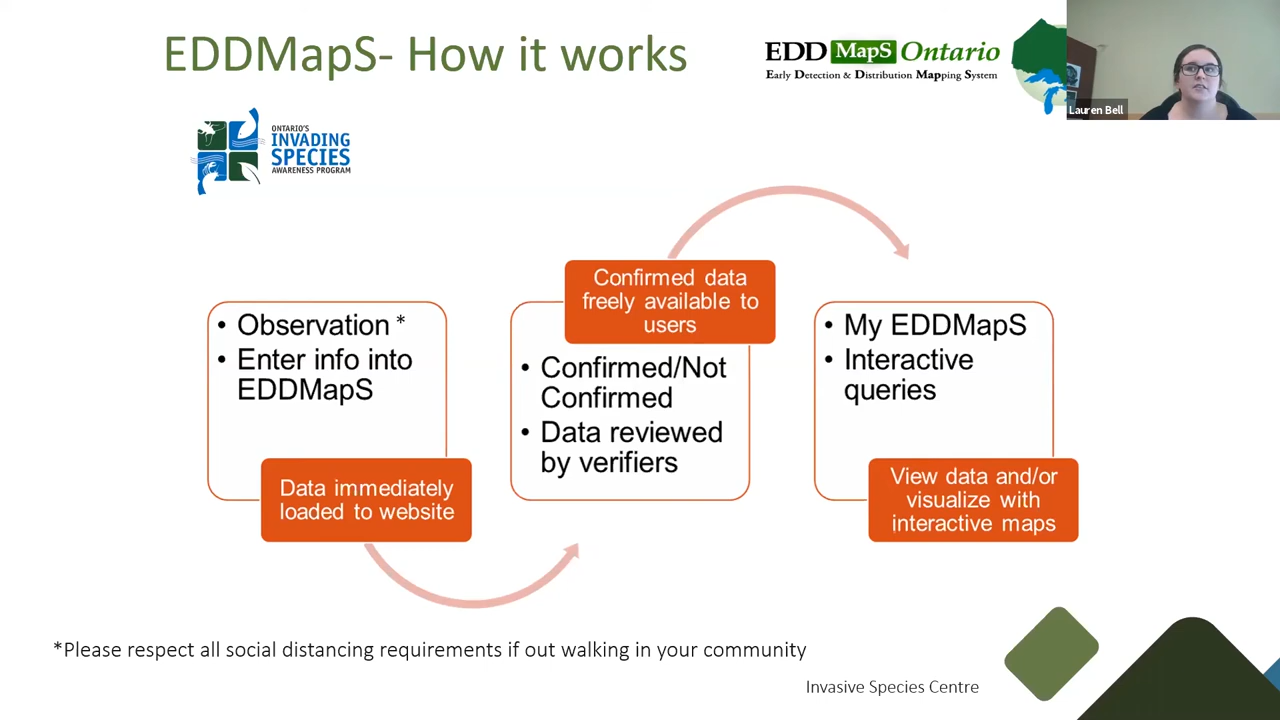 EDDMapS- How it works
EDD MapS Ontario
Early Detection & Distribution Mapping System
Lauren Bell
ONTARIO'S
INVADING
SPECIES
AWARENESS PROGRAM
• Observation *
• Enter info into
EDDMapS
Data immediately
loaded to website
Confirmed data
freely available to
users
• Confirmed/Not
Confirmed
• Data reviewed
by verifiers
• My EDDMapS
• Interactive
queries
View data and/or
visualize with
interactive maps
*Please respect all social distancing requirements if out walking in your community
Invasive Species Centre